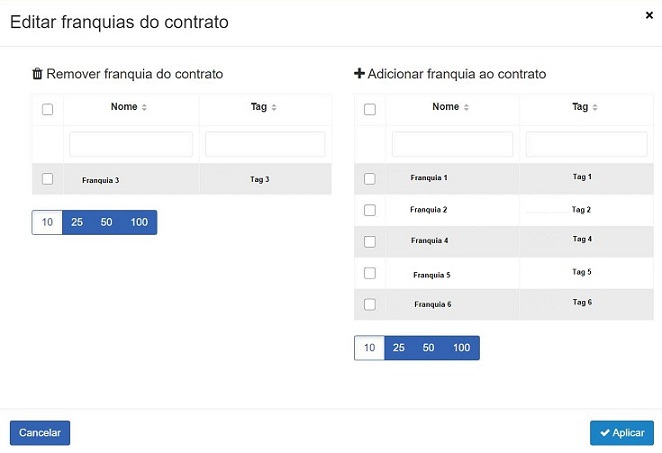 Editar franquias do contrato
×
Remover franquia do contrato
Nome Tag
Franquia 3 Tag 3
10 25 50 100
Adicionar franquia ao contrato
Nome Tag
Franquia 1 Tag 1
Franquia 2 Tag 2
Franquia 4 Tag 4
Franquia 5 Tag 5
Franquia 6 Tag 6
10 25 50 100
Cancelar
Aplicar